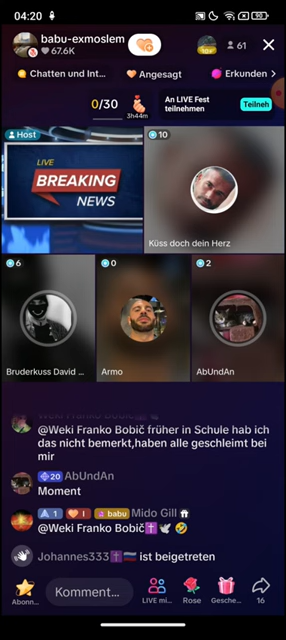 04:20
90
babu-exmoslem
67.6K
61
Chatten und Int...
Angesagt
Erkunden
0/30
3h44m
An LIVE Fest
teilnehmen
Teilneh
Host
LIVE
BREAKING
NEWS
10
Küss doch dein Herz
6
Bruderkuss David ...
0
Armo
2
AbUndAn
@Weki Franko Bobič früher in Schule hab ich
das nicht bemerkt,haben alle geschleimt bei
mir
20 AbUndAn
Moment
1 I babu Mido Gill
@Weki Franko Bobič✝️🕊️ 🤣
Johannes333✝️ ist beigetreten
Abonn...
Komment...
LIVE mi...
Rose
Gesche...
16